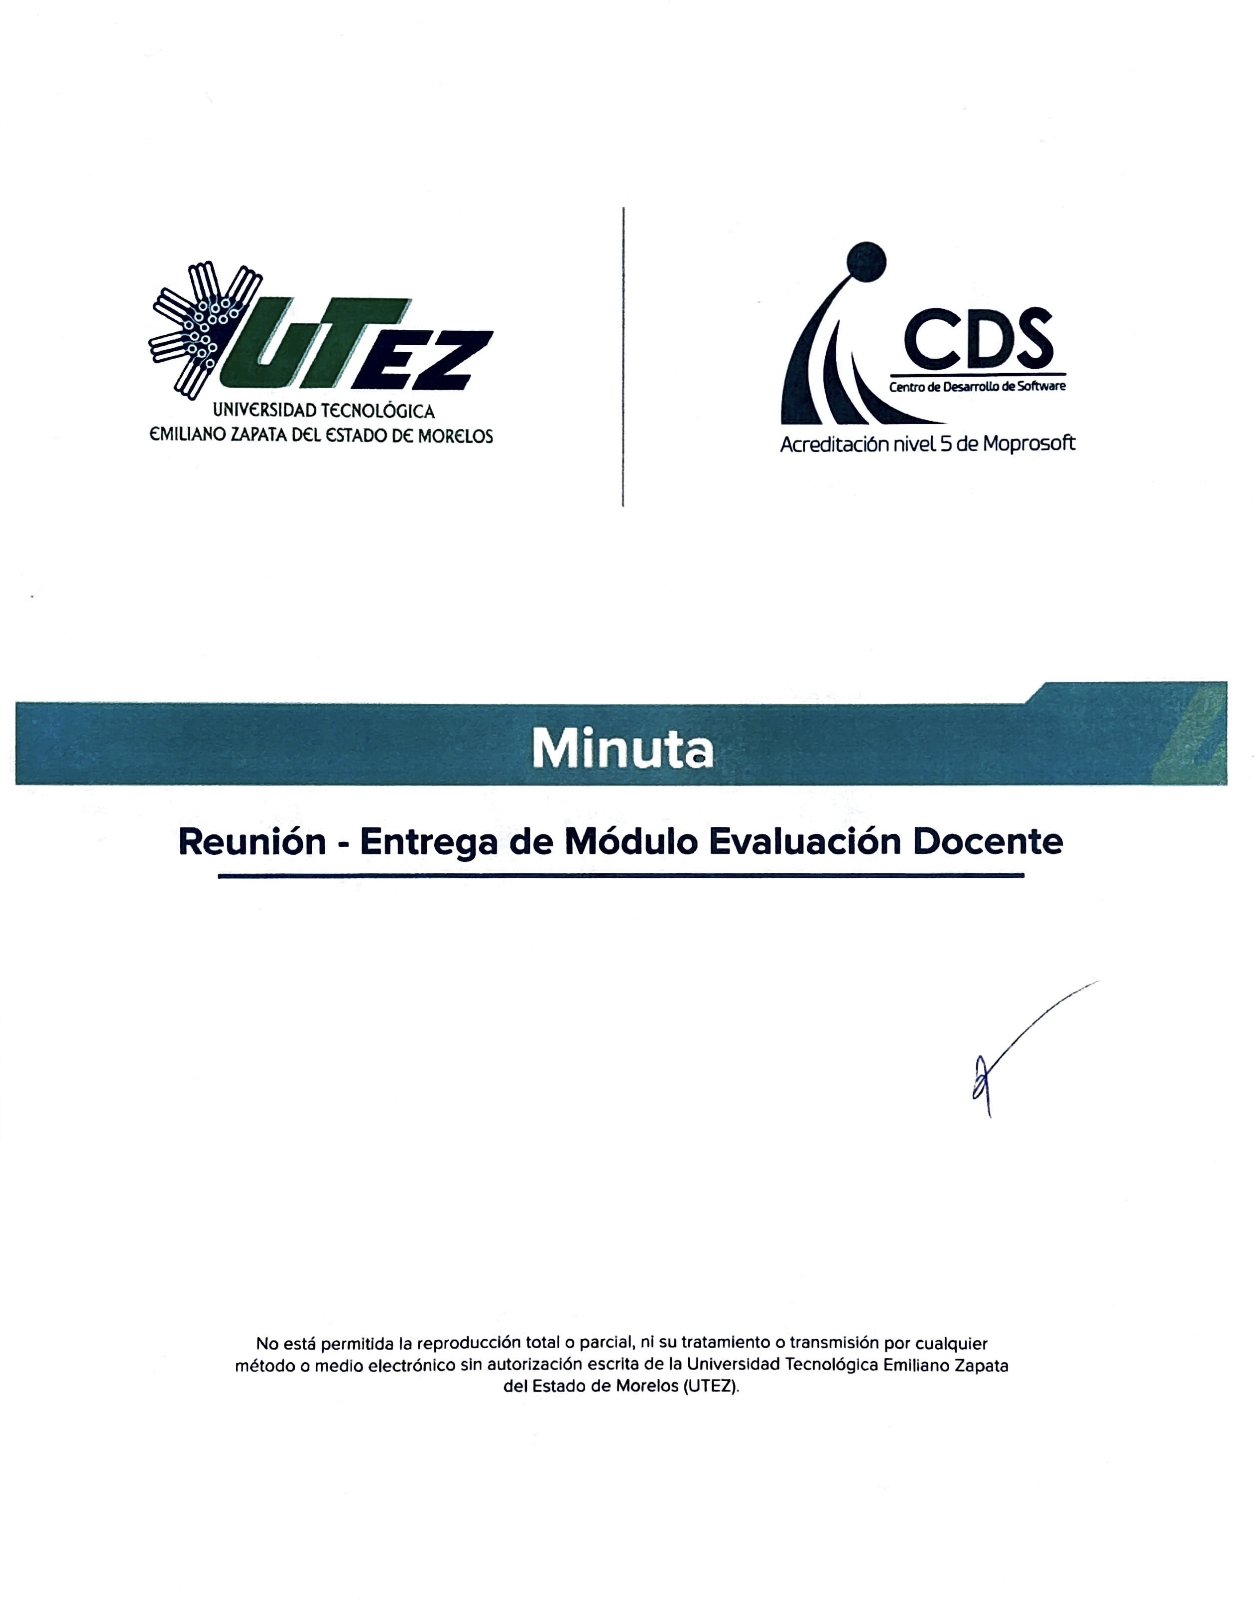 UTEZ
UNIVERSIDAD TECNOLÓGICA
EMILIANO ZAPATA DEL ESTADO DE MORELOS
CDS
Centro de Desarrollo de Software
Acreditación nivel 5 de Moprosoft
Minuta
Reunión - Entrega de Módulo Evaluación Docente
No está permitida la reproducción total o parcial, ni su tratamiento o transmisión por cualquier
método o medio electrónico sin autorización escrita de la Universidad Tecnológica Emiliano Zapata
del Estado de Morelos (UTEZ).